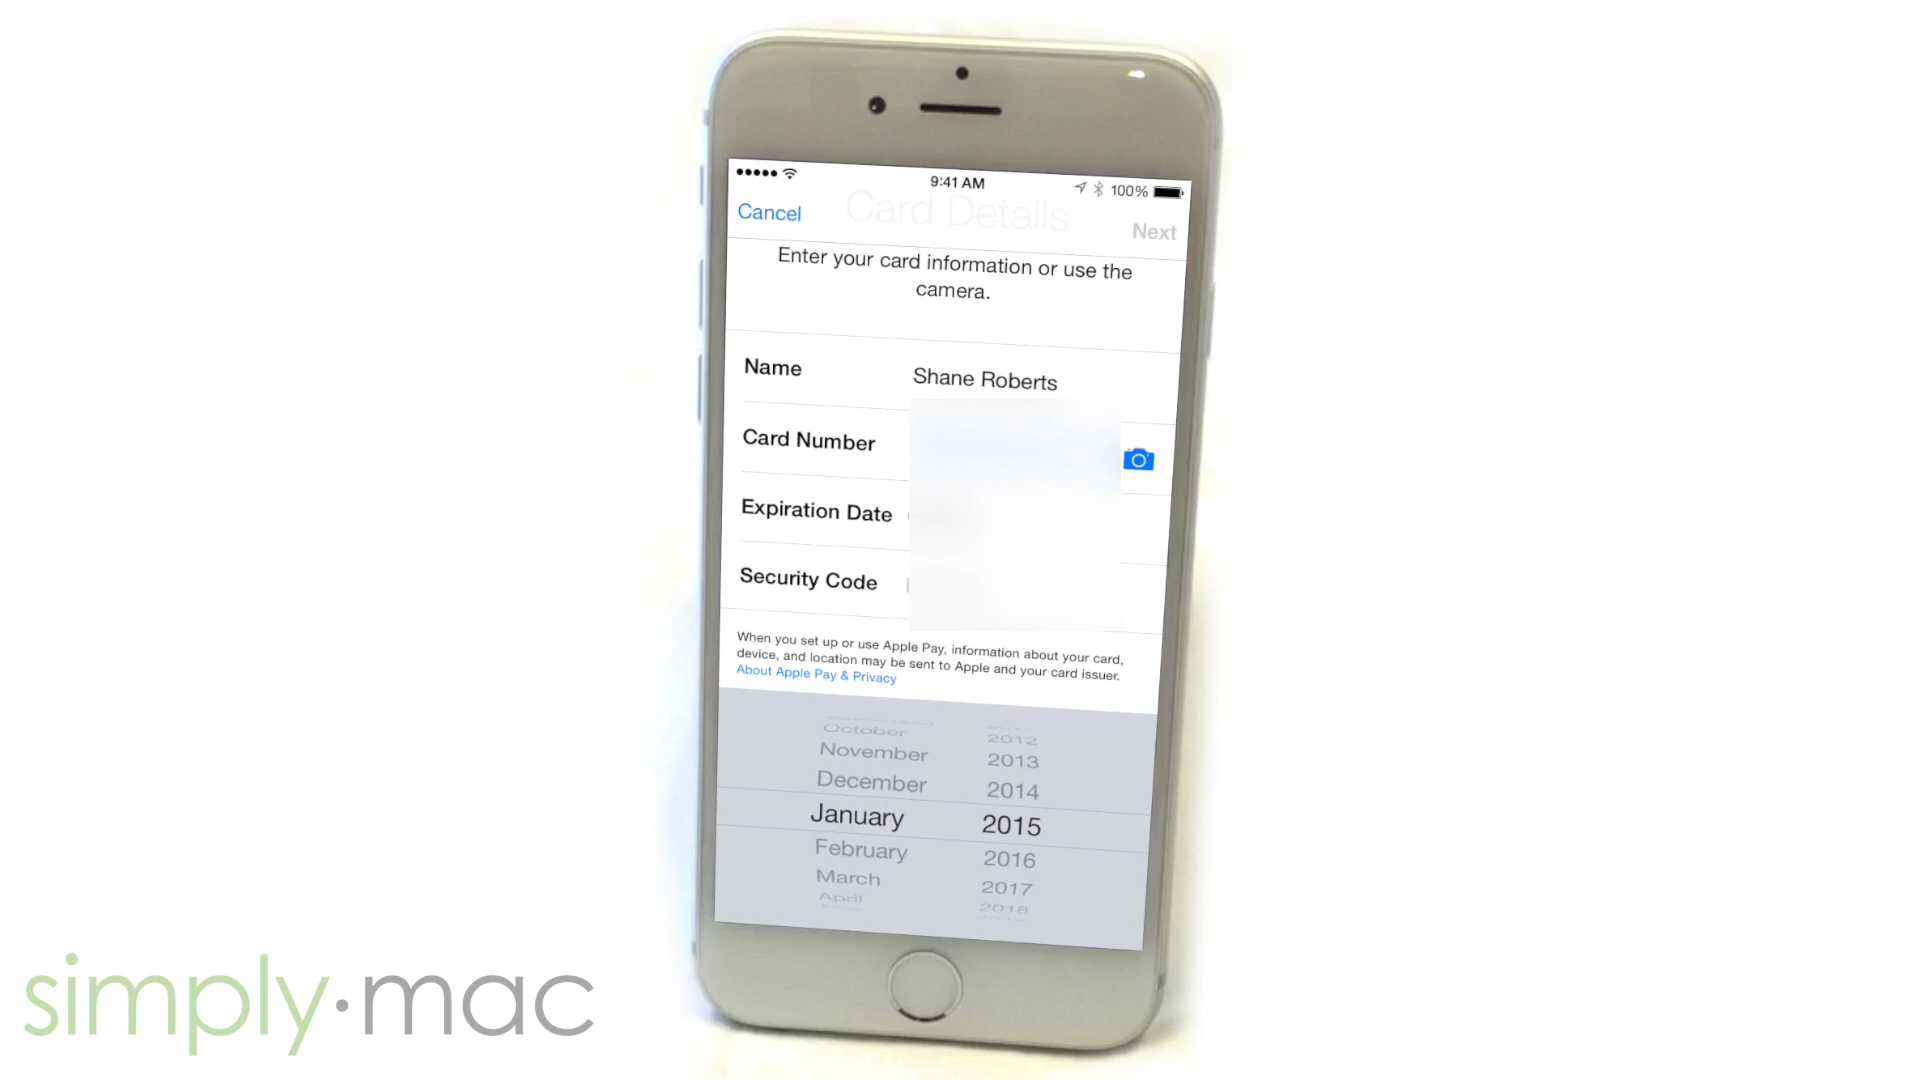 9:41 AM
100%
Cancel
Card Details
Next
Enter your card information or use the
camera.
Name
Shane Roberts
Card Number
Expiration Date
Security Code
When you set up or use Apple Pay, information about your card,
device, and location may be sent to Apple and your card issuer.
About Apple Pay & Privacy
October 2012
November 2013
December 2014
January 2015
February 2016
March 2017
April 2018
simply·mac